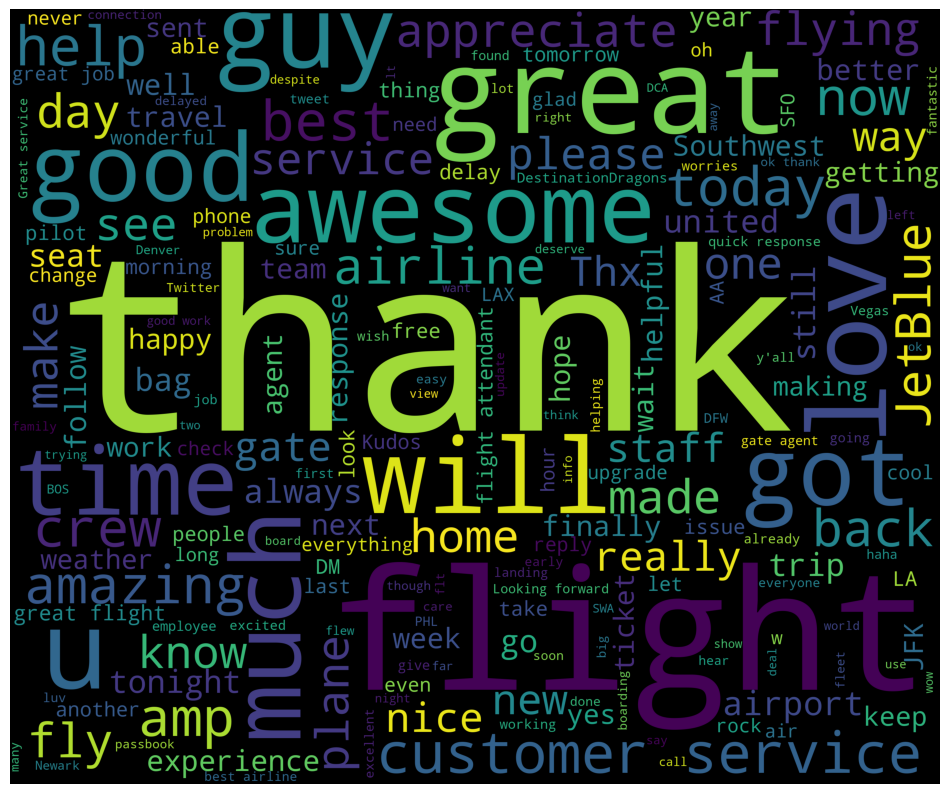 never
connection
help
sent
able
guy
appreciate
found
tomorrow
year
oh
flying
great job
well
despite
great
better
fantastic
day
delayed
travel
wonderful
best
tweet
thing
need
lt
lot
right
glad
DCA
away
SFO
now
way
Great service
good
service
delay
please
Southwest
worries
ok thank
getting
DestinationDragons
today
see
phone
problem
awesome
united
pilot
seat
change
Denver
morning
Twitter
team
sure
airline
deserve
want
Thx
quick response
one
AA
left
love
JetBlue
still
helpful
LAX
Vegas
ok
make
follow
thank
good work
happy
bag
job
agent
response
wish
free
easy
view
update
flight attendant
hope
wait
y'all
making
two
think
helping
DFW
family
trying
work
check
gate
look
Kudos
will
hour
info
staff
gate agent
going
got
cool
BOS
time
first
always
upgrade
made
issue
already
back
haha
crew
people
long
much
next
board
everything
home
finally
reply
really
weather
DM
last
though
flt
early
landing
Looking forward
ticket
let
everyone
trip
LA
amazing
great flight
employee
excited
flew
PHL
care
take
SWA
flight
world
use
JFK
u
know
plane
week
give
far
go
soon
big
show
hear
deal
w
fleet
wow
luv
tonight
another
night
even
new
yes
done
working
boarding
airport
rock
air
keep
many
fly
amp
passbook
nice
excellent
Newark
experience
best airline
customer service
say
call